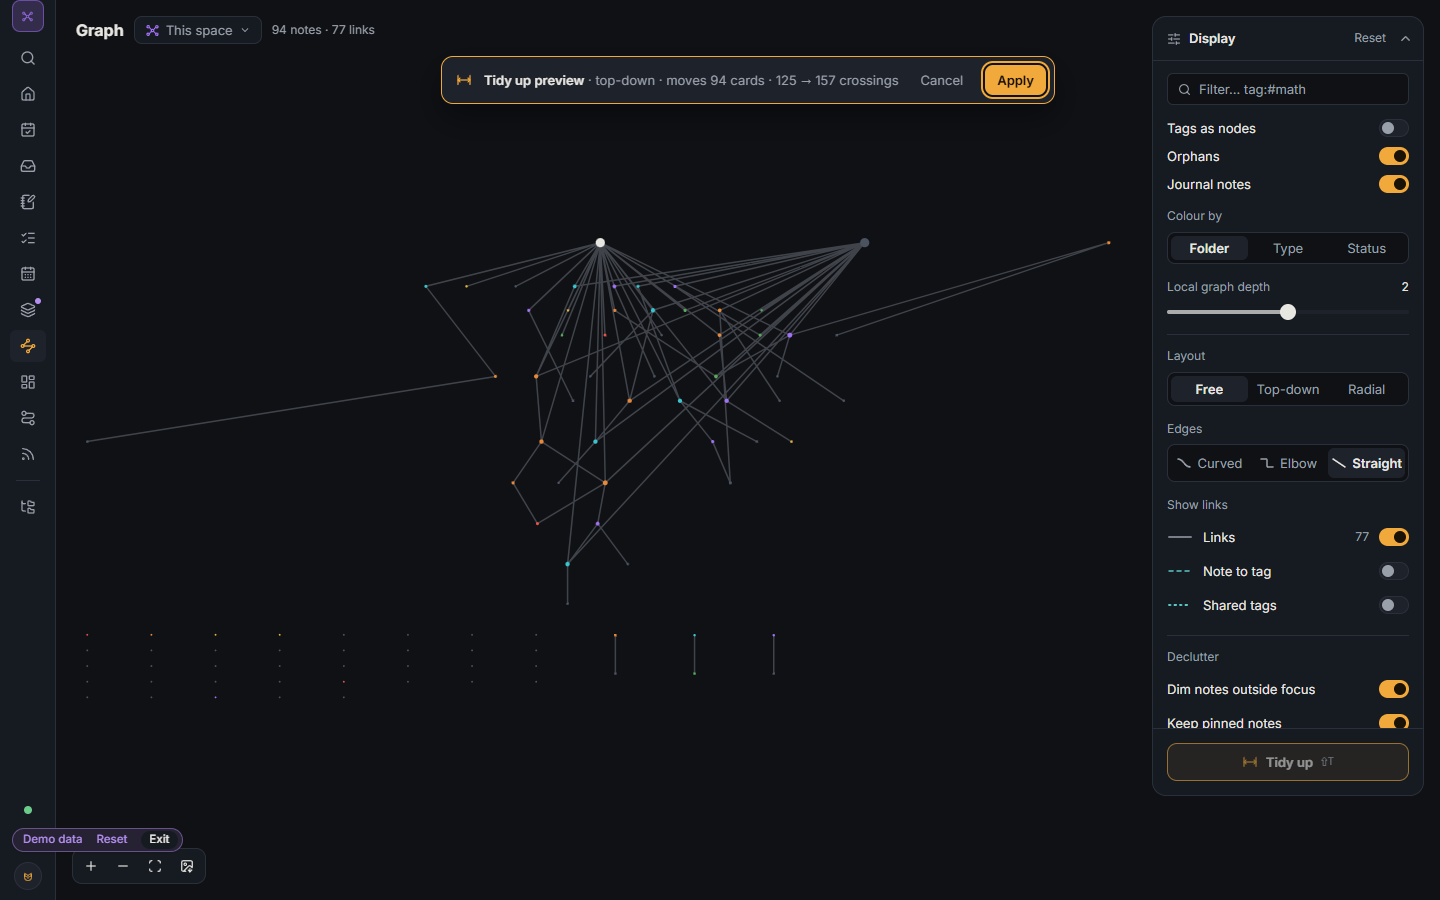 Graph
This space
94 notes · 77 links
Tidy up preview · top-down · moves 94 cards · 125 → 157 crossings
Cancel
Apply
Display
Reset
Filter... tag:#math
Tags as nodes
Orphans
Journal notes
Colour by
Folder
Type
Status
Local graph depth
2
Layout
Free
Top-down
Radial
Edges
Curved
Elbow
Straight
Show links
Links
77
Note to tag
Shared tags
Declutter
Dim notes outside focus
Keep pinned notes
Tidy up ⇧T
Demo data
Reset
Exit